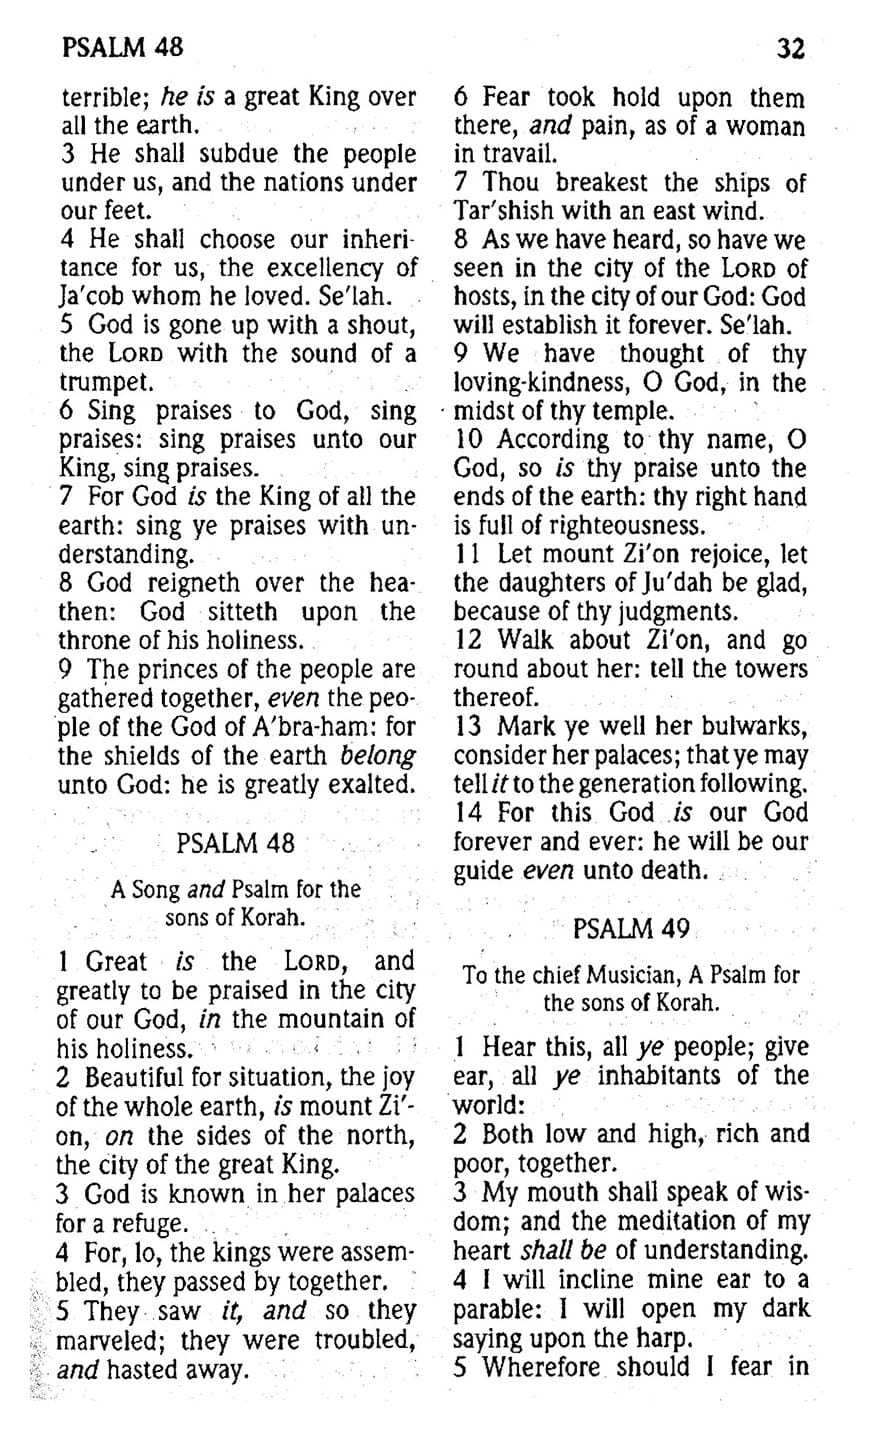 PSALM 48
32
terrible; he is a great King over
all the earth.
3 He shall subdue the people
under us, and the nations under
our feet.
4 He shall choose our inheri-
tance for us, the excellency of
Ja'cob whom he loved. Se'lah.
5 God is gone up with a shout,
the LORD with the sound of a
trumpet.
6 Sing praises to God, sing
praises: sing praises unto our
King, sing praises.
7 For God is the King of all the
earth: sing ye praises with un-
derstanding.
8 God reigneth over the hea-
then: God sitteth upon the
throne of his holiness.
9 The princes of the people are
gathered together, even the peo-
ple of the God of A'bra-ham: for
the shields of the earth belong
unto God: he is greatly exalted.
PSALM 48
A Song and Psalm for the
sons of Korah.
1 Great is the LORD, and
greatly to be praised in the city
of our God, in the mountain of
his holiness.
2 Beautiful for situation, the joy
of the whole earth, is mount Zi'-
on, on the sides of the north,
the city of the great King.
3 God is known in her palaces
for a refuge.
4 For, lo, the kings were assem-
bled, they passed by together.
5 They saw it, and so they
marveled; they were troubled,
and hasted away.
6 Fear took hold upon them
there, and pain, as of a woman
in travail.
7 Thou breakest the ships of
Tar'shish with an east wind.
8 As we have heard, so have we
seen in the city of the LORD of
hosts, in the city of our God: God
will establish it forever. Se'lah.
9 We have thought of thy
loving-kindness, O God, in the
midst of thy temple.
10 According to thy name, O
God, so is thy praise unto the
ends of the earth: thy right hand
is full of righteousness.
11 Let mount Zi'on rejoice, let
the daughters of Ju'dah be glad,
because of thy judgments.
12 Walk about Zi'on, and go
round about her: tell the towers
thereof.
13 Mark ye well her bulwarks,
consider her palaces; that ye may
tell it to the generation following.
14 For this God is our God
forever and ever: he will be our
guide even unto death.
PSALM 49
To the chief Musician, A Psalm for
the sons of Korah.
1 Hear this, all ye people; give
ear, all ye inhabitants of the
world:
2 Both low and high, rich and
poor, together.
3 My mouth shall speak of wis-
dom; and the meditation of my
heart shall be of understanding.
4 I will incline mine ear to a
parable: I will open my dark
saying upon the harp.
5 Wherefore should I fear in